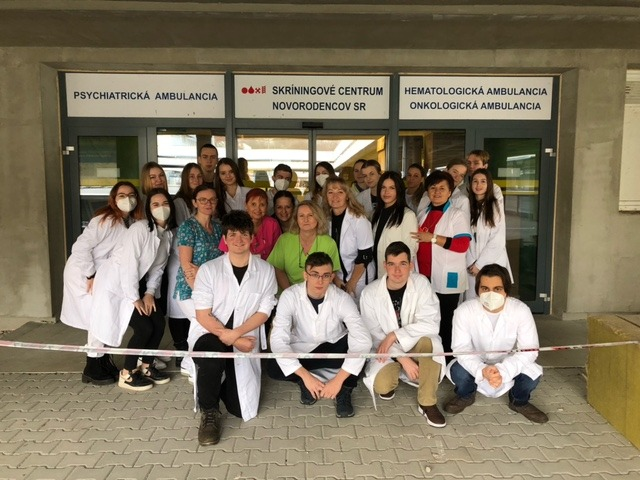 PSYCHIATRICKÁ AMBULANCIA
SKRÍNINGOVÉ CENTRUM
NOVORODENCOV SR
HEMATOLOGICKÁ AMBULANCIA
ONKOLOGICKÁ AMBULANCIA